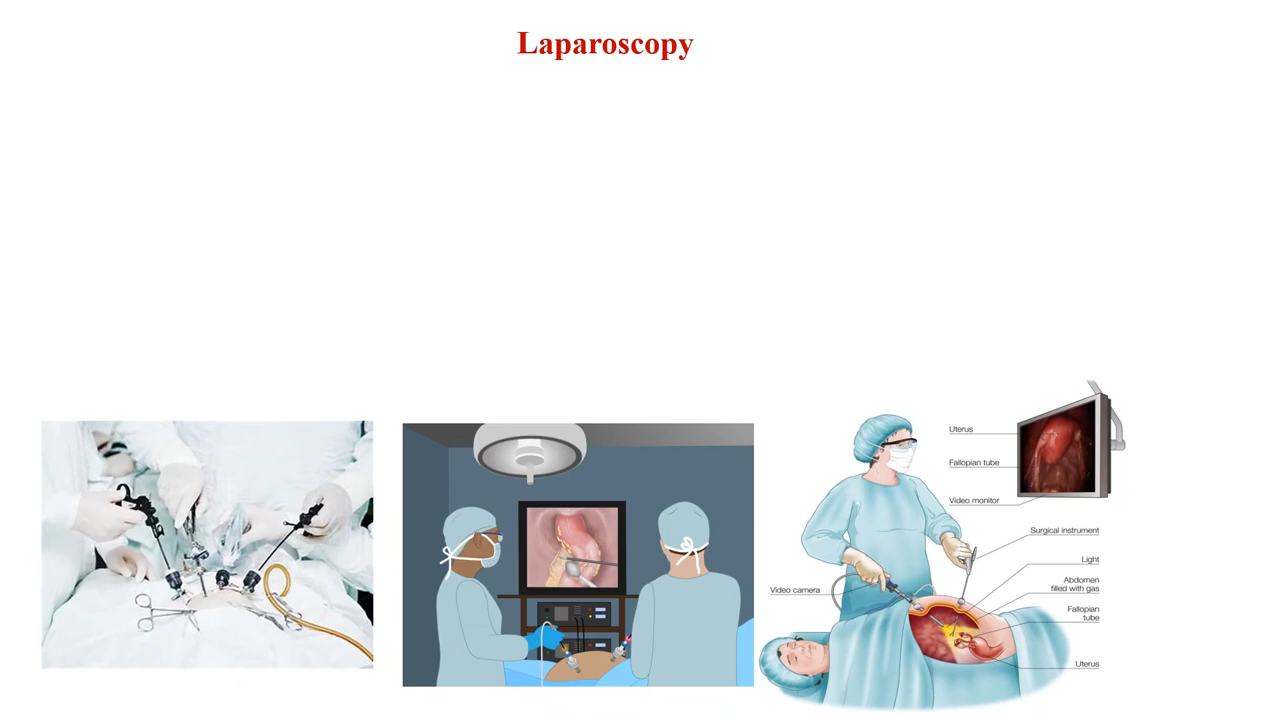 Laparoscopy
Uterus
Fallopian tube
Video monitor
Surgical instrument
Light
Abdomen
filled with gas
Video camera
Fallopian
tube
Uterus